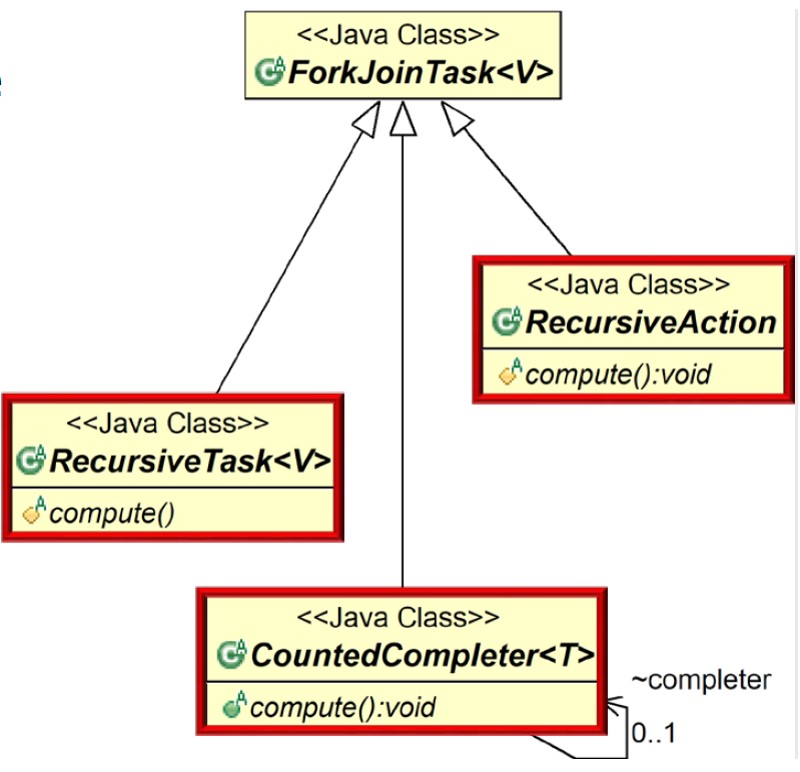 <<Java Class>>
ForkJoinTask<V>
<<Java Class>>
RecursiveAction
compute():void
<<Java Class>>
RecursiveTask<V>
compute()
<<Java Class>>
CountedCompleter<T>
compute():void
~completer
0..1